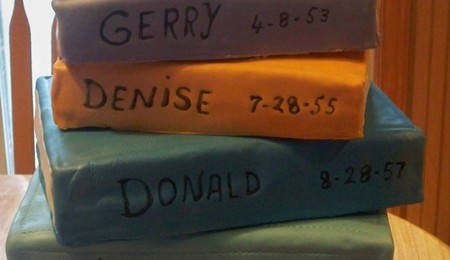 GERRY 4-8-53
DENISE 7-28-55
DONALD 8-28-57